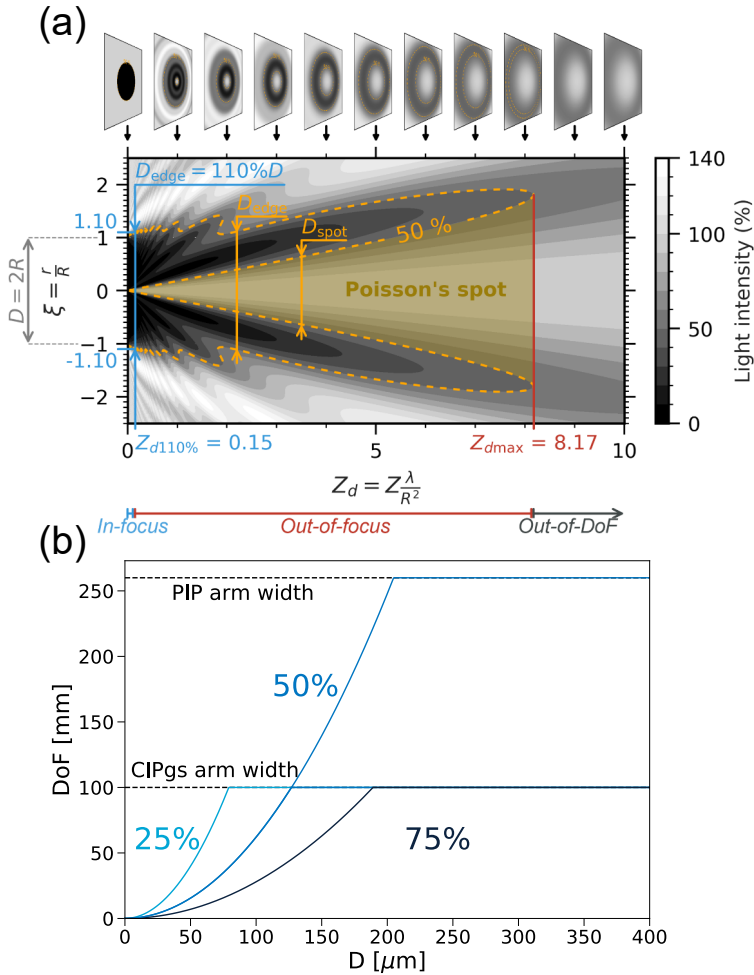 (a)
D_edge = 110%D
D_edge
D_spot
50 %
Poisson's spot
1.10
-1.10
2
1
0
−1
−2
D = 2R
ξ = r/R
Z_d110% = 0.15
Z_dmax = 8.17
0
5
10
Z_d = Z λ/R²
140
100
50
0
Light intensity (%)
In-focus
Out-of-focus
Out-of-DoF
(b)
PIP arm width
50%
CIPgs arm width
25%
75%
250
200
150
100
50
0
DoF [mm]
0
50
100
150
200
250
300
350
400
D [μm]